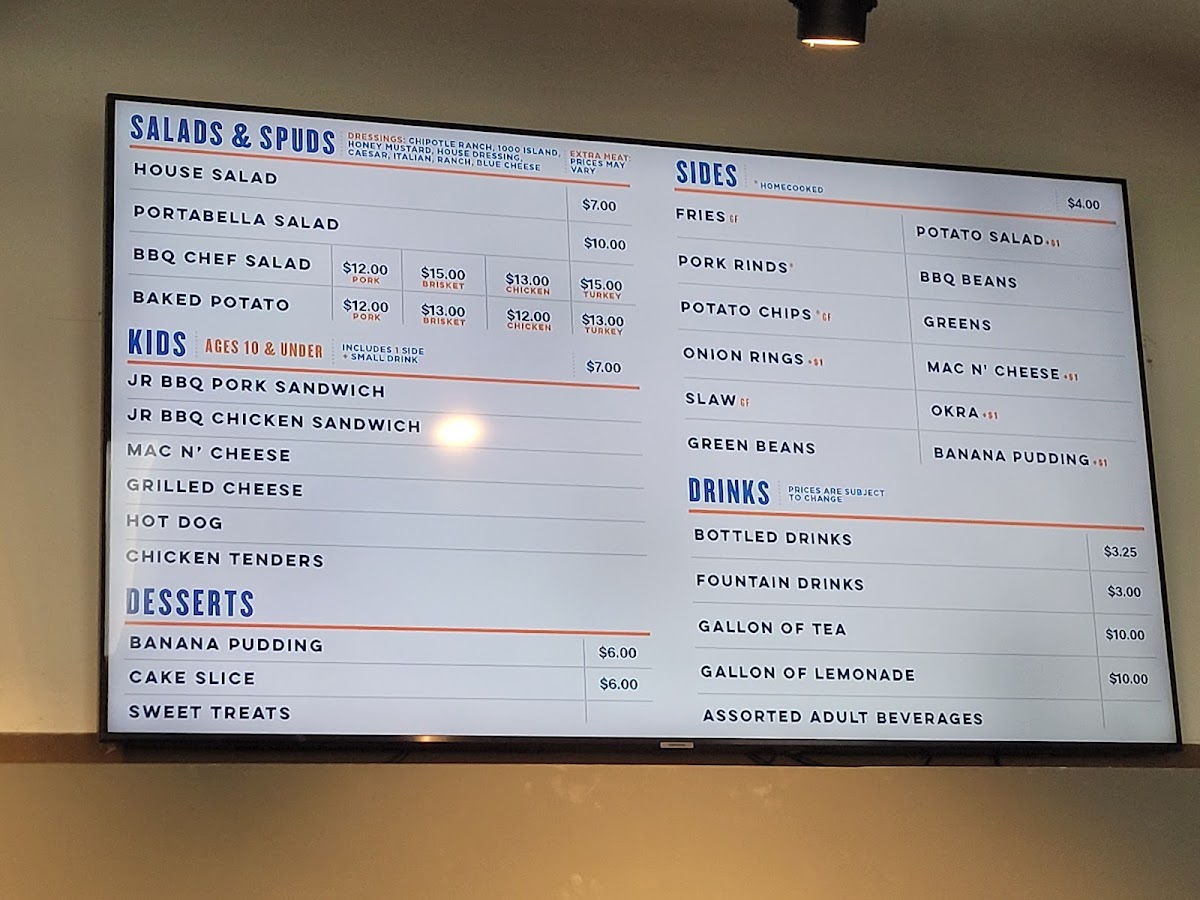 SALADS & SPUDS
DRESSINGS: CHIPOTLE RANCH, 1000 ISLAND,
HONEY MUSTARD, HOUSE DRESSING,
CAESAR, ITALIAN, RANCH, BLUE CHEESE
EXTRA MEAT:
PRICES MAY
VARY
HOUSE SALAD $7.00
PORTABELLA SALAD $10.00
BBQ CHEF SALAD $12.00 $15.00 $13.00 $15.00
PORK BRISKET CHICKEN TURKEY
BAKED POTATO $12.00 $13.00 $12.00 $13.00
PORK BRISKET CHICKEN TURKEY
KIDS AGES 10 & UNDER
INCLUDES 1 SIDE
+ SMALL DRINK
$7.00
JR BBQ PORK SANDWICH
JR BBQ CHICKEN SANDWICH
MAC N' CHEESE
GRILLED CHEESE
HOT DOG
CHICKEN TENDERS
DESSERTS
BANANA PUDDING $6.00
CAKE SLICE $6.00
SWEET TREATS
SIDES * HOMECOOKED $4.00
FRIES GF
PORK RINDS*
POTATO CHIPS *GF
ONION RINGS +$1
SLAW GF
GREEN BEANS
POTATO SALAD +$1
BBQ BEANS
GREENS
MAC N' CHEESE +$1
OKRA +$1
BANANA PUDDING +$1
DRINKS
PRICES ARE SUBJECT
TO CHANGE
BOTTLED DRINKS $3.25
FOUNTAIN DRINKS $3.00
GALLON OF TEA $10.00
GALLON OF LEMONADE $10.00
ASSORTED ADULT BEVERAGES